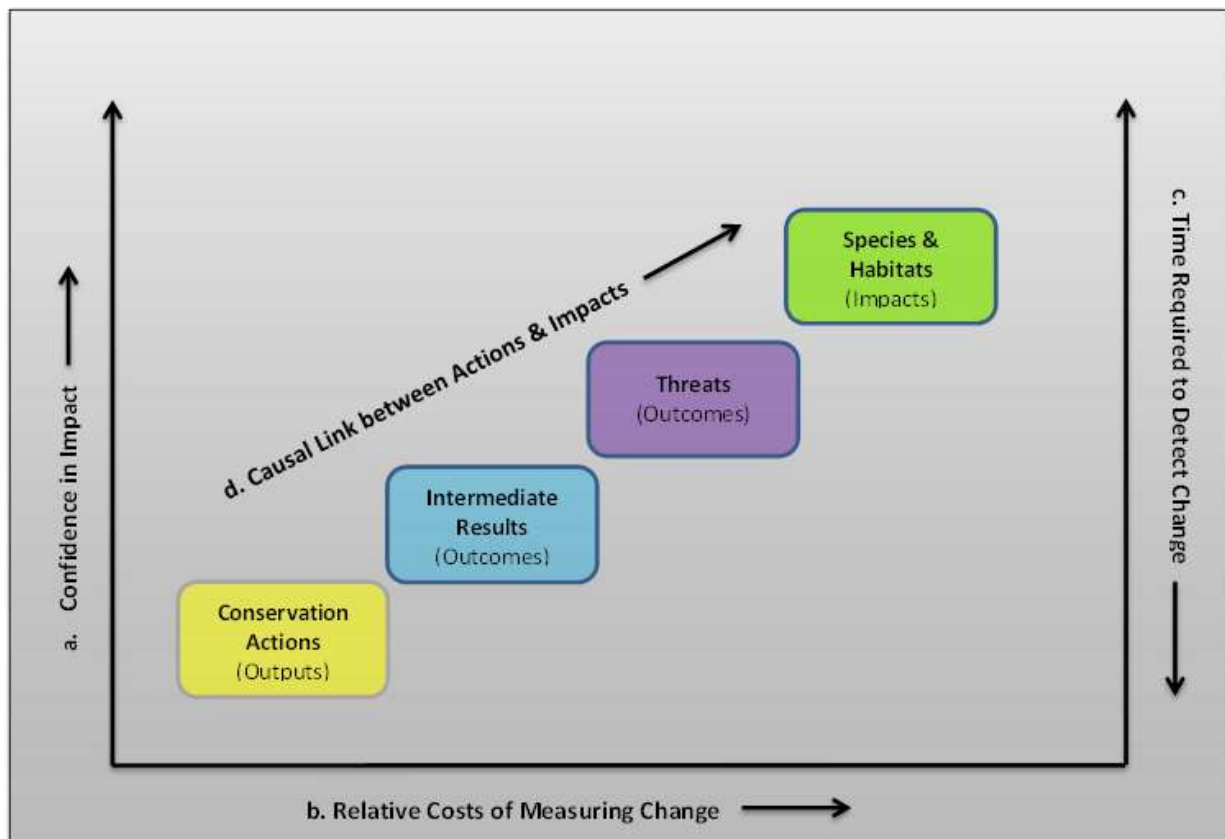 a. Confidence in Impact
d. Causal Link between Actions & Impacts
Species &
Habitats
(Impacts)
Threats
(Outcomes)
Intermediate
Results
(Outcomes)
Conservation
Actions
(Outputs)
c. Time Required to Detect Change
b. Relative Costs of Measuring Change